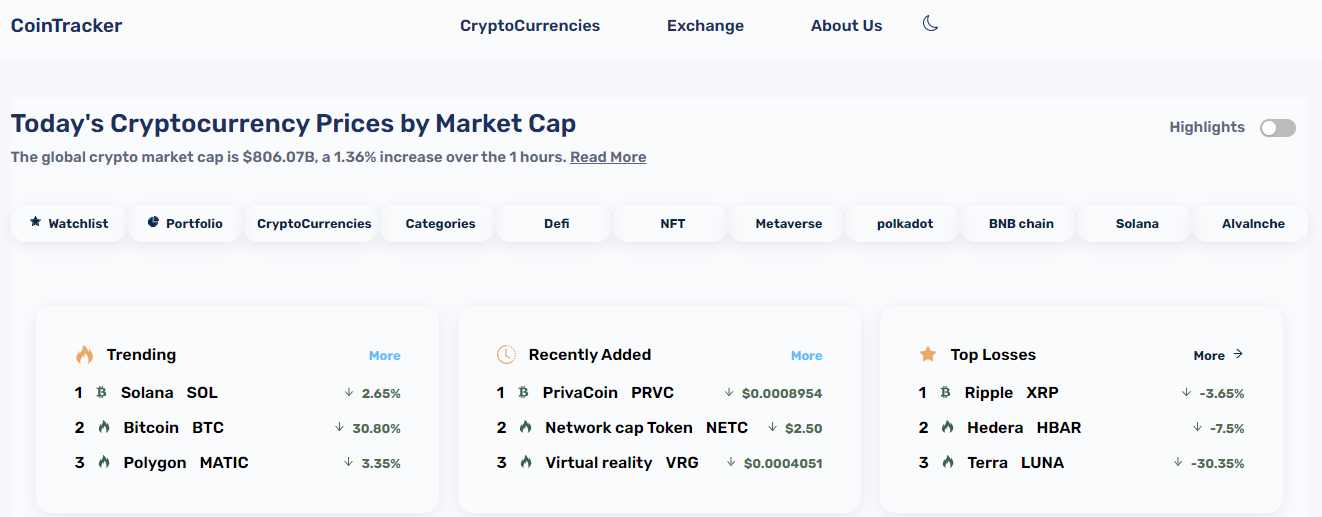 CoinTracker CryptoCurrencies Exchange About Us
Today's Cryptocurrency Prices by Market Cap
Highlights
The global crypto market cap is $806.07B, a 1.36% increase over the 1 hours. Read More
Watchlist Portfolio CryptoCurrencies Categories Defi NFT Metaverse polkadot BNB chain Solana Alvalnche
Trending More
1 Solana SOL 2.65%
2 Bitcoin BTC 30.80%
3 Polygon MATIC 3.35%
Recently Added More
1 PrivaCoin PRVC $0.0008954
2 Network cap Token NETC $2.50
3 Virtual reality VRG $0.0004051
Top Losses More
1 Ripple XRP -3.65%
2 Hedera HBAR -7.5%
3 Terra LUNA -30.35%